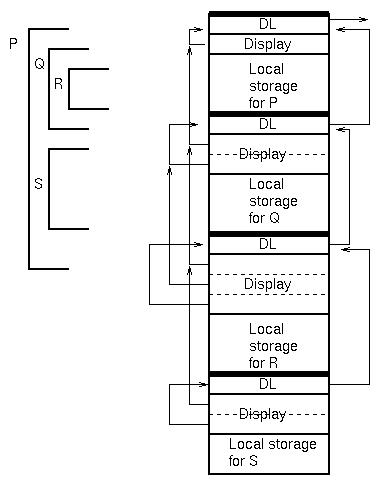 P
Q
R
S
DL
Display
Local
storage
for P
DL
Display
Local
storage
for Q
DL
Display
Local
storage
for R
DL
Display
Local storage
for S